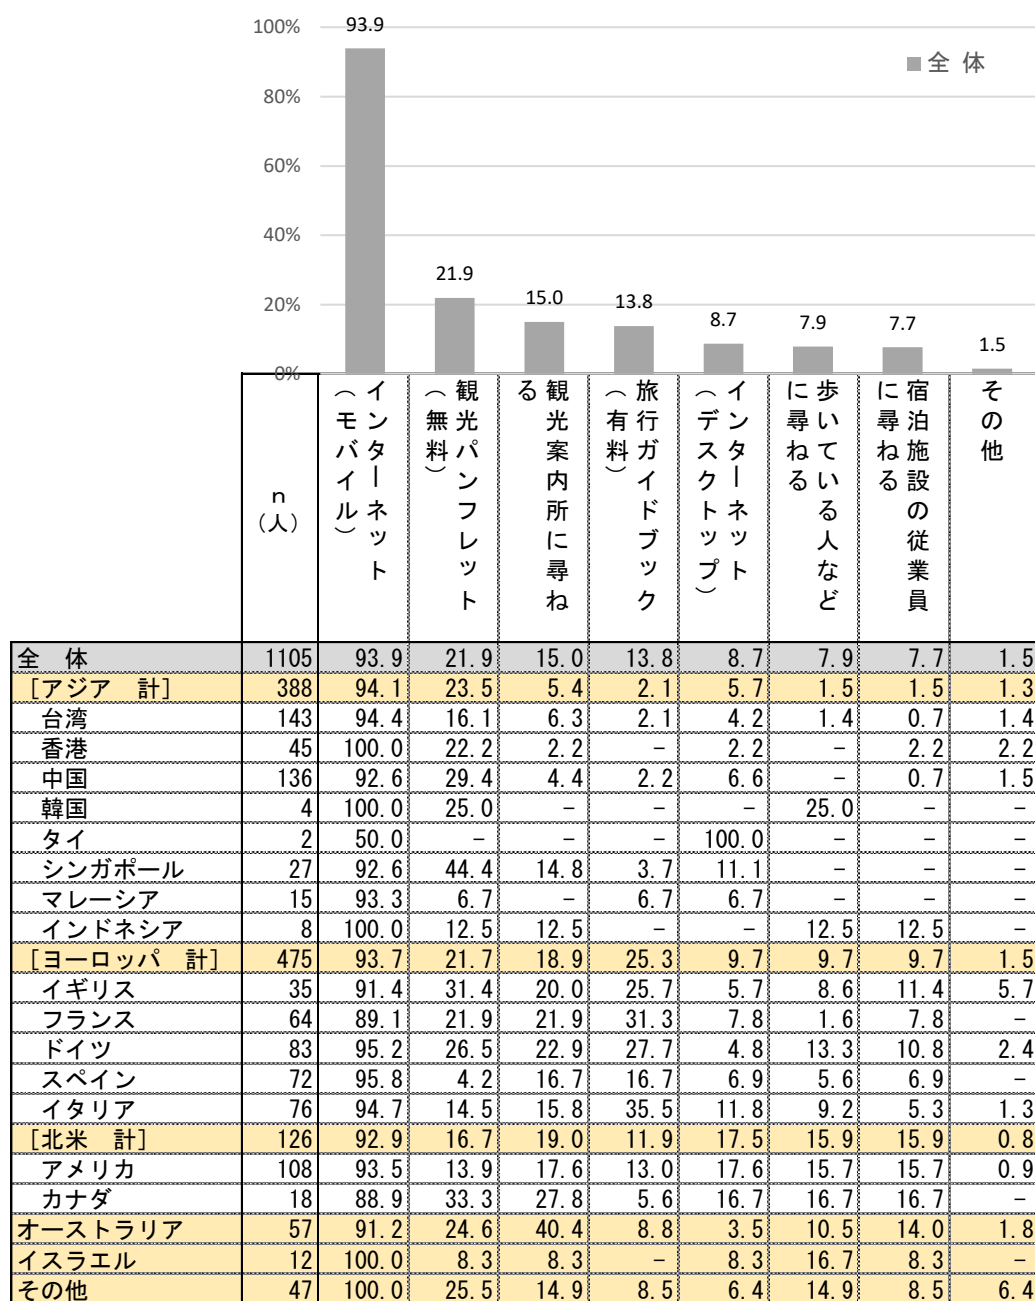 100%
93.9
全 体
80%
60%
40%
21.9
15.0
13.8
20%
8.7
7.9
7.7
1.5
0%
n
（人）
インターネット
（モバイル）
観光パンフレット
（無料）
観光案内所に尋ね
る
旅行ガイドブック
（有料）
インターネット
（デスクトップ）
歩いている人など
に尋ねる
宿泊施設の従業員
に尋ねる
その他
全 体 1105 93.9 21.9 15.0 13.8 8.7 7.9 7.7 1.5
［アジア 計］ 388 94.1 23.5 5.4 2.1 5.7 1.5 1.5 1.3
台湾 143 94.4 16.1 6.3 2.1 4.2 1.4 0.7 1.4
香港 45 100.0 22.2 2.2 － 2.2 － 2.2 2.2
中国 136 92.6 29.4 4.4 2.2 6.6 － 0.7 1.5
韓国 4 100.0 25.0 － － － 25.0 － －
タイ 2 50.0 － － － 100.0 － － －
シンガポール 27 92.6 44.4 14.8 3.7 11.1 － － －
マレーシア 15 93.3 6.7 － 6.7 6.7 － － －
インドネシア 8 100.0 12.5 12.5 － － 12.5 12.5 －
［ヨーロッパ 計］ 475 93.7 21.7 18.9 25.3 9.7 9.7 9.7 1.5
イギリス 35 91.4 31.4 20.0 25.7 5.7 8.6 11.4 5.7
フランス 64 89.1 21.9 21.9 31.3 7.8 1.6 7.8 －
ドイツ 83 95.2 26.5 22.9 27.7 4.8 13.3 10.8 2.4
スペイン 72 95.8 4.2 16.7 16.7 6.9 5.6 6.9 －
イタリア 76 94.7 14.5 15.8 35.5 11.8 9.2 5.3 1.3
［北米 計］ 126 92.9 16.7 19.0 11.9 17.5 15.9 15.9 0.8
アメリカ 108 93.5 13.9 17.6 13.0 17.6 15.7 15.7 0.9
カナダ 18 88.9 33.3 27.8 5.6 16.7 16.7 16.7 －
オーストラリア 57 91.2 24.6 40.4 8.8 3.5 10.5 14.0 1.8
イスラエル 12 100.0 8.3 8.3 － 8.3 16.7 8.3 －
その他 47 100.0 25.5 14.9 8.5 6.4 14.9 8.5 6.4